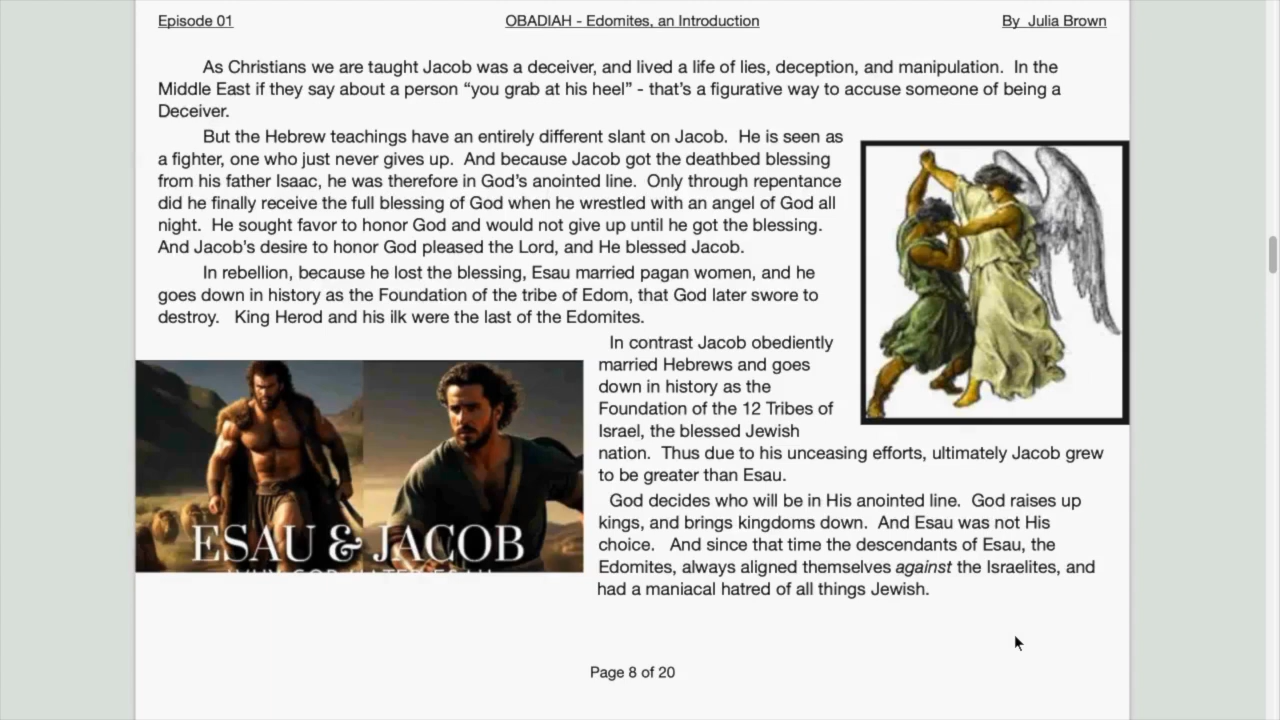 Episode 01
OBADIAH - Edomites, an Introduction
By Julia Brown
As Christians we are taught Jacob was a deceiver, and lived a life of lies, deception, and manipulation. In the
Middle East if they say about a person “you grab at his heel” - that’s a figurative way to accuse someone of being a
Deceiver.
But the Hebrew teachings have an entirely different slant on Jacob. He is seen as
a fighter, one who just never gives up. And because Jacob got the deathbed blessing
from his father Isaac, he was therefore in God’s anointed line. Only through repentance
did he finally receive the full blessing of God when he wrestled with an angel of God all
night. He sought favor to honor God and would not give up until he got the blessing.
And Jacob’s desire to honor God pleased the Lord, and He blessed Jacob.
In rebellion, because he lost the blessing, Esau married pagan women, and he
goes down in history as the Foundation of the tribe of Edom, that God later swore to
destroy. King Herod and his ilk were the last of the Edomites.
In contrast Jacob obediently
married Hebrews and goes
down in history as the
Foundation of the 12 Tribes of
Israel, the blessed Jewish
nation. Thus due to his unceasing efforts, ultimately Jacob grew
to be greater than Esau.
God decides who will be in His anointed line. God raises up
kings, and brings kingdoms down. And Esau was not His
choice. And since that time the descendants of Esau, the
Edomites, always aligned themselves against the Israelites, and
had a maniacal hatred of all things Jewish.
ESAU & JACOB
Page 8 of 20